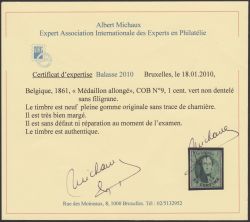 Albert Michaux
Expert Association Internationale des Experts en Philatélie
Certificat d'expertise Balasse 2010 Bruxelles, le 18.01.2010,
Belgique, 1861, « Médaillon allongé», COB N°9, 1 cent. vert non dentelé
sans filigrane.
Le timbre est neuf pleine gomme originale sans trace de charnière.
Il est très bien margé.
Il est sans défaut ni réparation au moment de l'examen.
Le timbre est authentique.
Michaux
Michaux
Rue des Moineaux, 8, 1000 Bruxelles. Tél : 02/5132952